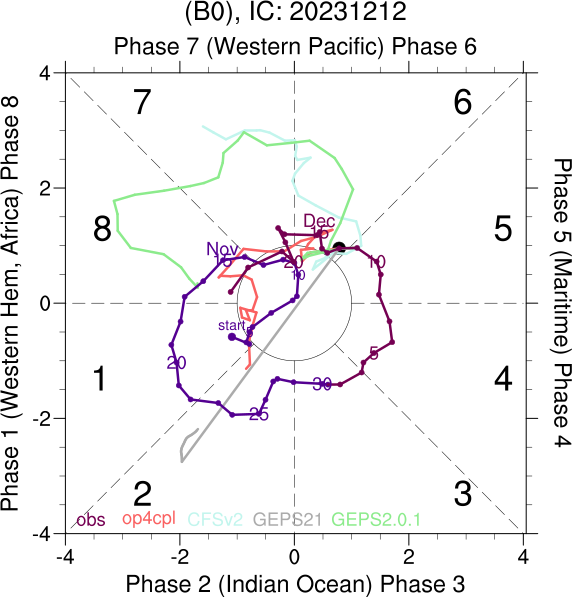 (B0), IC: 20231212
Phase 7 (Western Pacific) Phase 6
4
7
6
Phase 1 (Western Hem, Africa) Phase 8
2
8
Nov
Dec
15
15
5
20
10
10
0
start
5
Phase 5 (Maritime) Phase 4
20
1
5
4
30
25
-2
2
3
obs op4cpl CFSv2 GEPS21 GEPS2.0.1
-4
-4 -2 0 2 4
Phase 2 (Indian Ocean) Phase 3